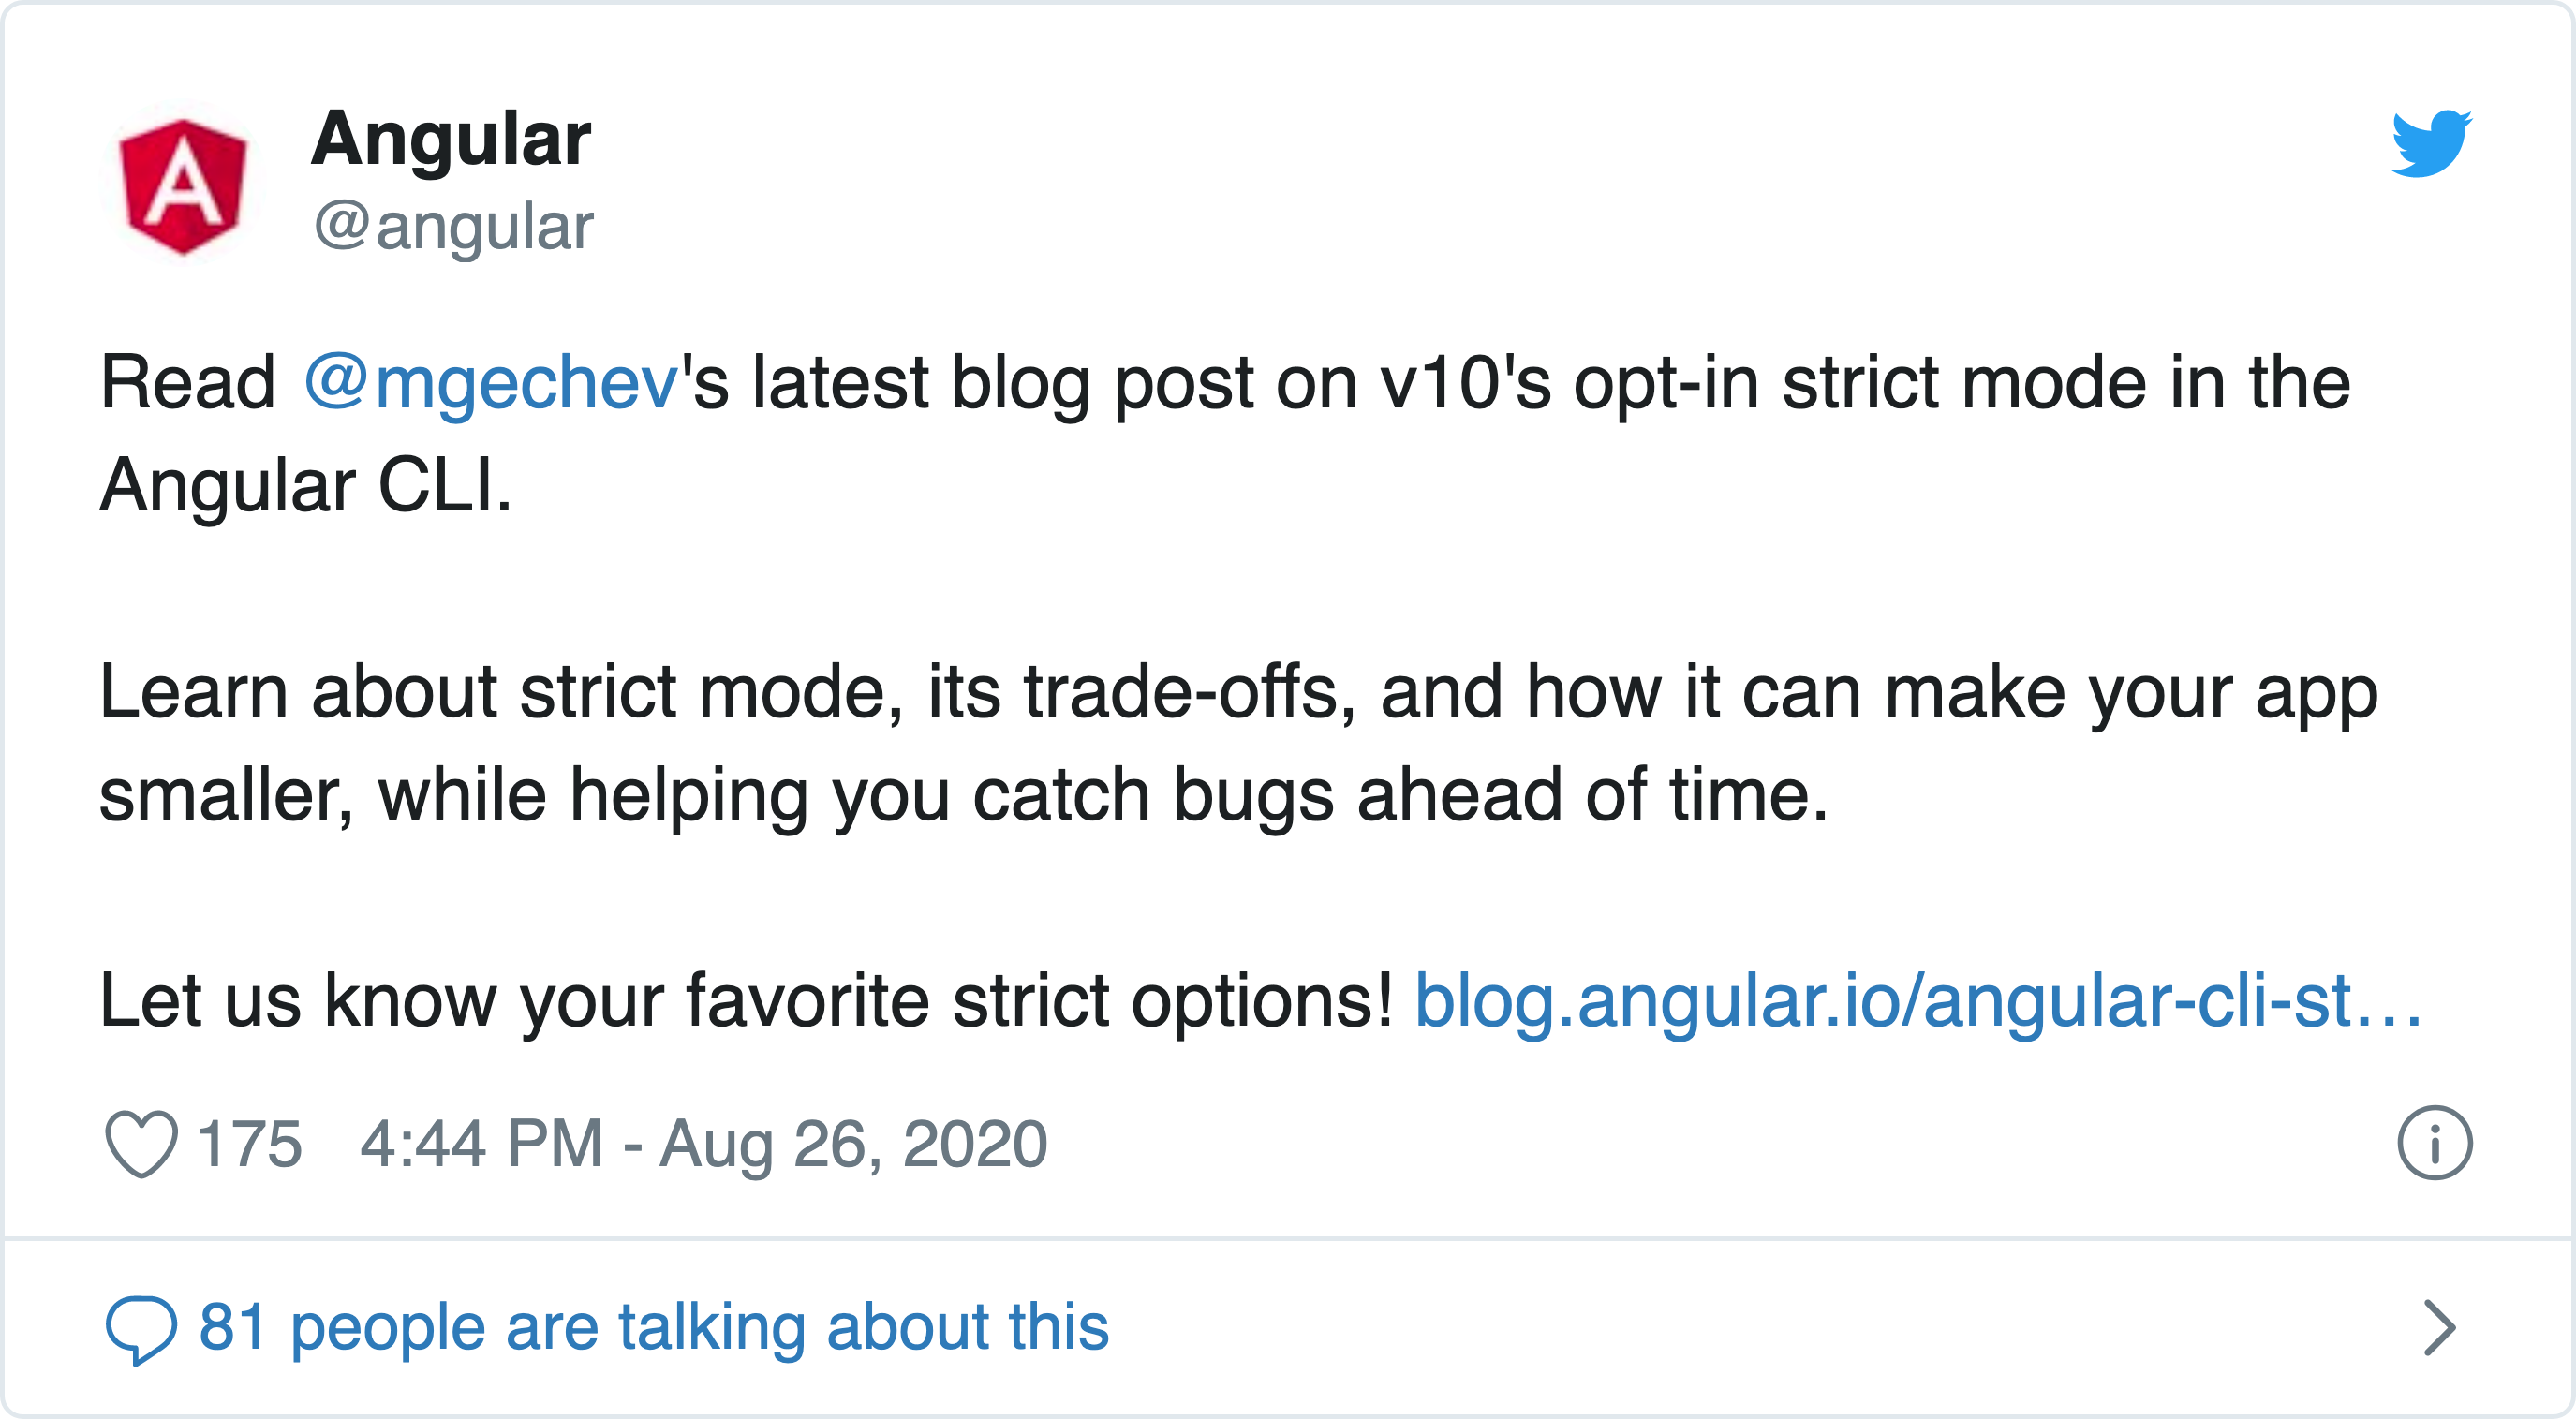 Angular
@angular
Read @mgechev's latest blog post on v10's opt-in strict mode in the
Angular CLI.
Learn about strict mode, its trade-offs, and how it can make your app
smaller, while helping you catch bugs ahead of time.
Let us know your favorite strict options! blog.angular.io/angular-cli-st…
175 4:44 PM - Aug 26, 2020
81 people are talking about this